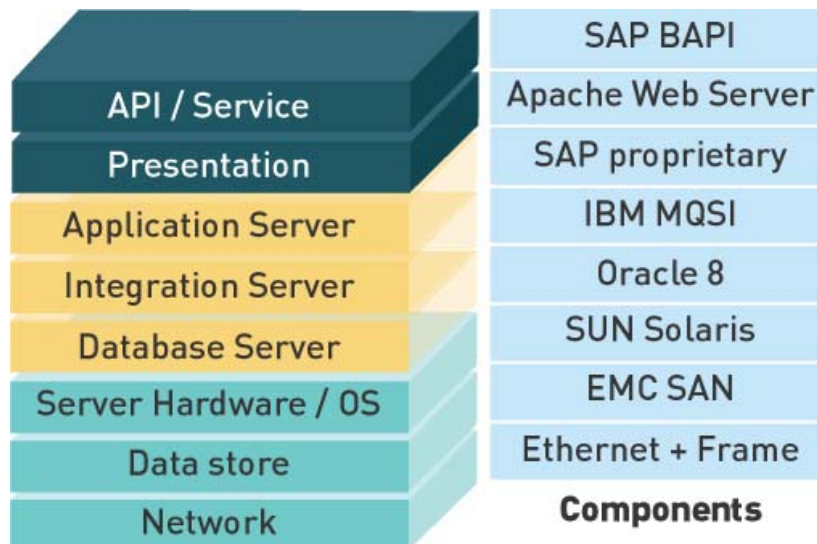 API / Service
Presentation
Application Server
Integration Server
Database Server
Server Hardware / OS
Data store
Network
SAP BAPI
Apache Web Server
SAP proprietary
IBM MQSI
Oracle 8
SUN Solaris
EMC SAN
Ethernet + Frame
Components